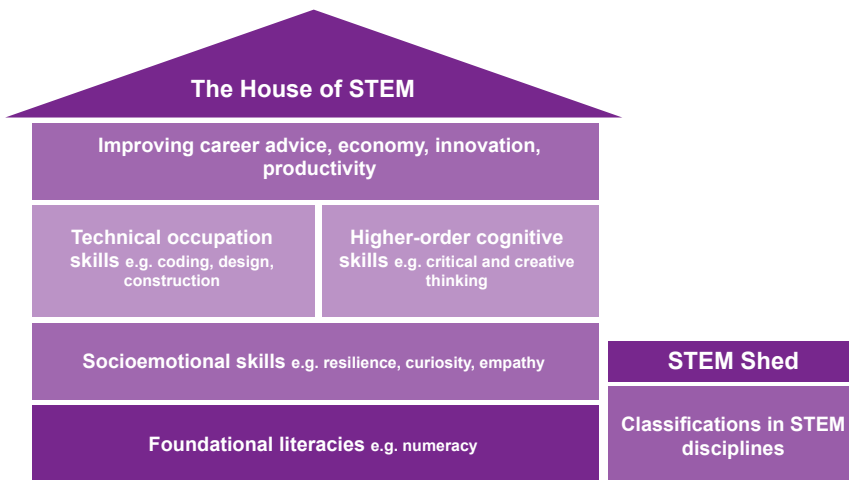 The House of STEM
Improving career advice, economy, innovation,
productivity
Technical occupation
skills e.g. coding, design,
construction
Higher-order cognitive
skills e.g. critical and creative
thinking
Socioemotional skills e.g. resilience, curiosity, empathy
Foundational literacies e.g. numeracy
STEM Shed
Classifications in STEM
disciplines